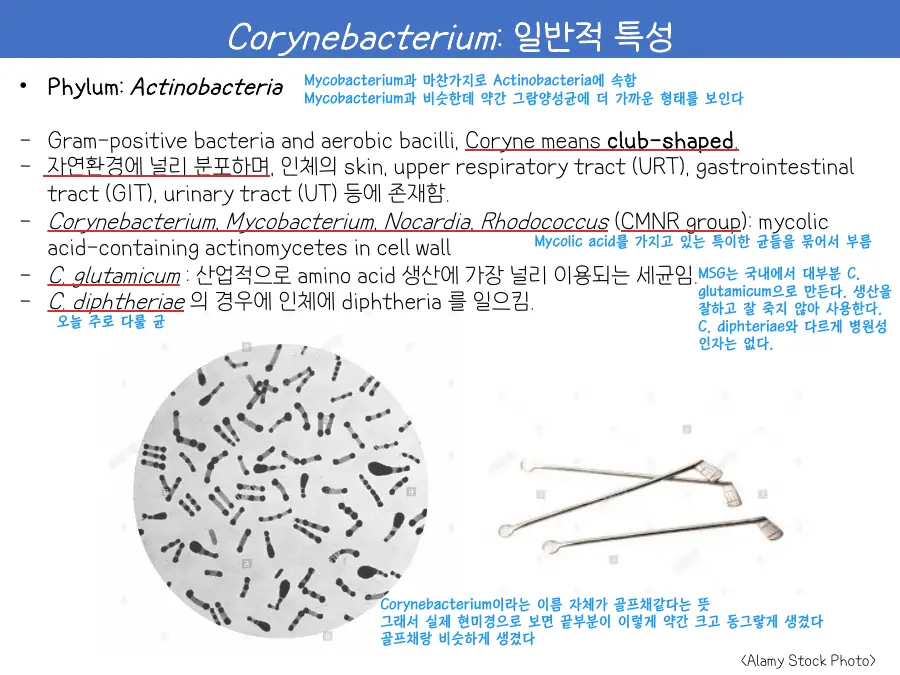 Corynebacterium: 일반적 특성
• Phylum: Actinobacteria
Mycobacterium과 마찬가지로 Actinobacteria에 속함
Mycobacterium과 비슷한데 약간 그람양성균에 더 가까운 형태를 보인다
- Gram-positive bacteria and aerobic bacilli, Coryne means club-shaped.
- 자연환경에 널리 분포하며, 인체의 skin, upper respiratory tract (URT), gastrointestinal
tract (GIT), urinary tract (UT) 등에 존재함.
- Corynebacterium, Mycobacterium, Nocardia, Rhodococcus (CMNR group): mycolic
acid-containing actinomycetes in cell wall
Mycolic acid를 가지고 있는 특이한 균들을 묶어서 부름
- C. glutamicum : 산업적으로 amino acid 생산에 가장 널리 이용되는 세균임.
- C. diphtheriae 의 경우에 인체에 diphtheria 를 일으킴.
오늘 주로 다룰 균
MSG는 국내에서 대부분 C.
glutamicum으로 만든다. 생산을
잘하고 잘 죽지 않아 사용한다.
C. diphteriae와 다르게 병원성
인자는 없다.
Corynebacterium이라는 이름 자체가 골프채같다는 뜻
그래서 실제 현미경으로 보면 끝부분이 이렇게 약간 크고 동그랗게 생겼다
골프채랑 비슷하게 생겼다
<Alamy Stock Photo>